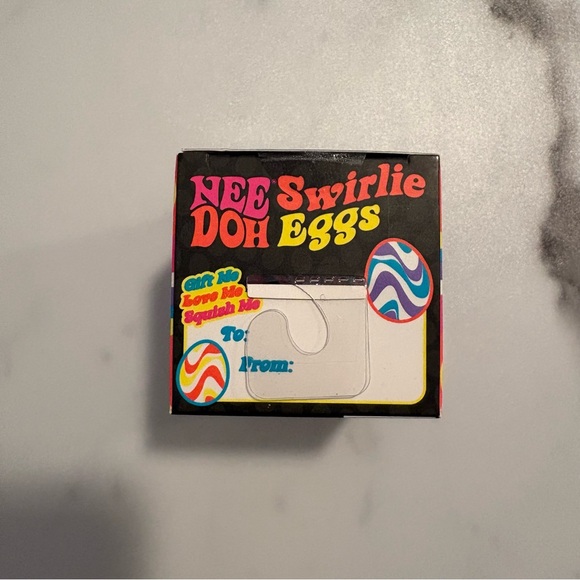 NEE DOH Swirlie Eggs
Gift Me
Love Me
Squish Me
To:
From: